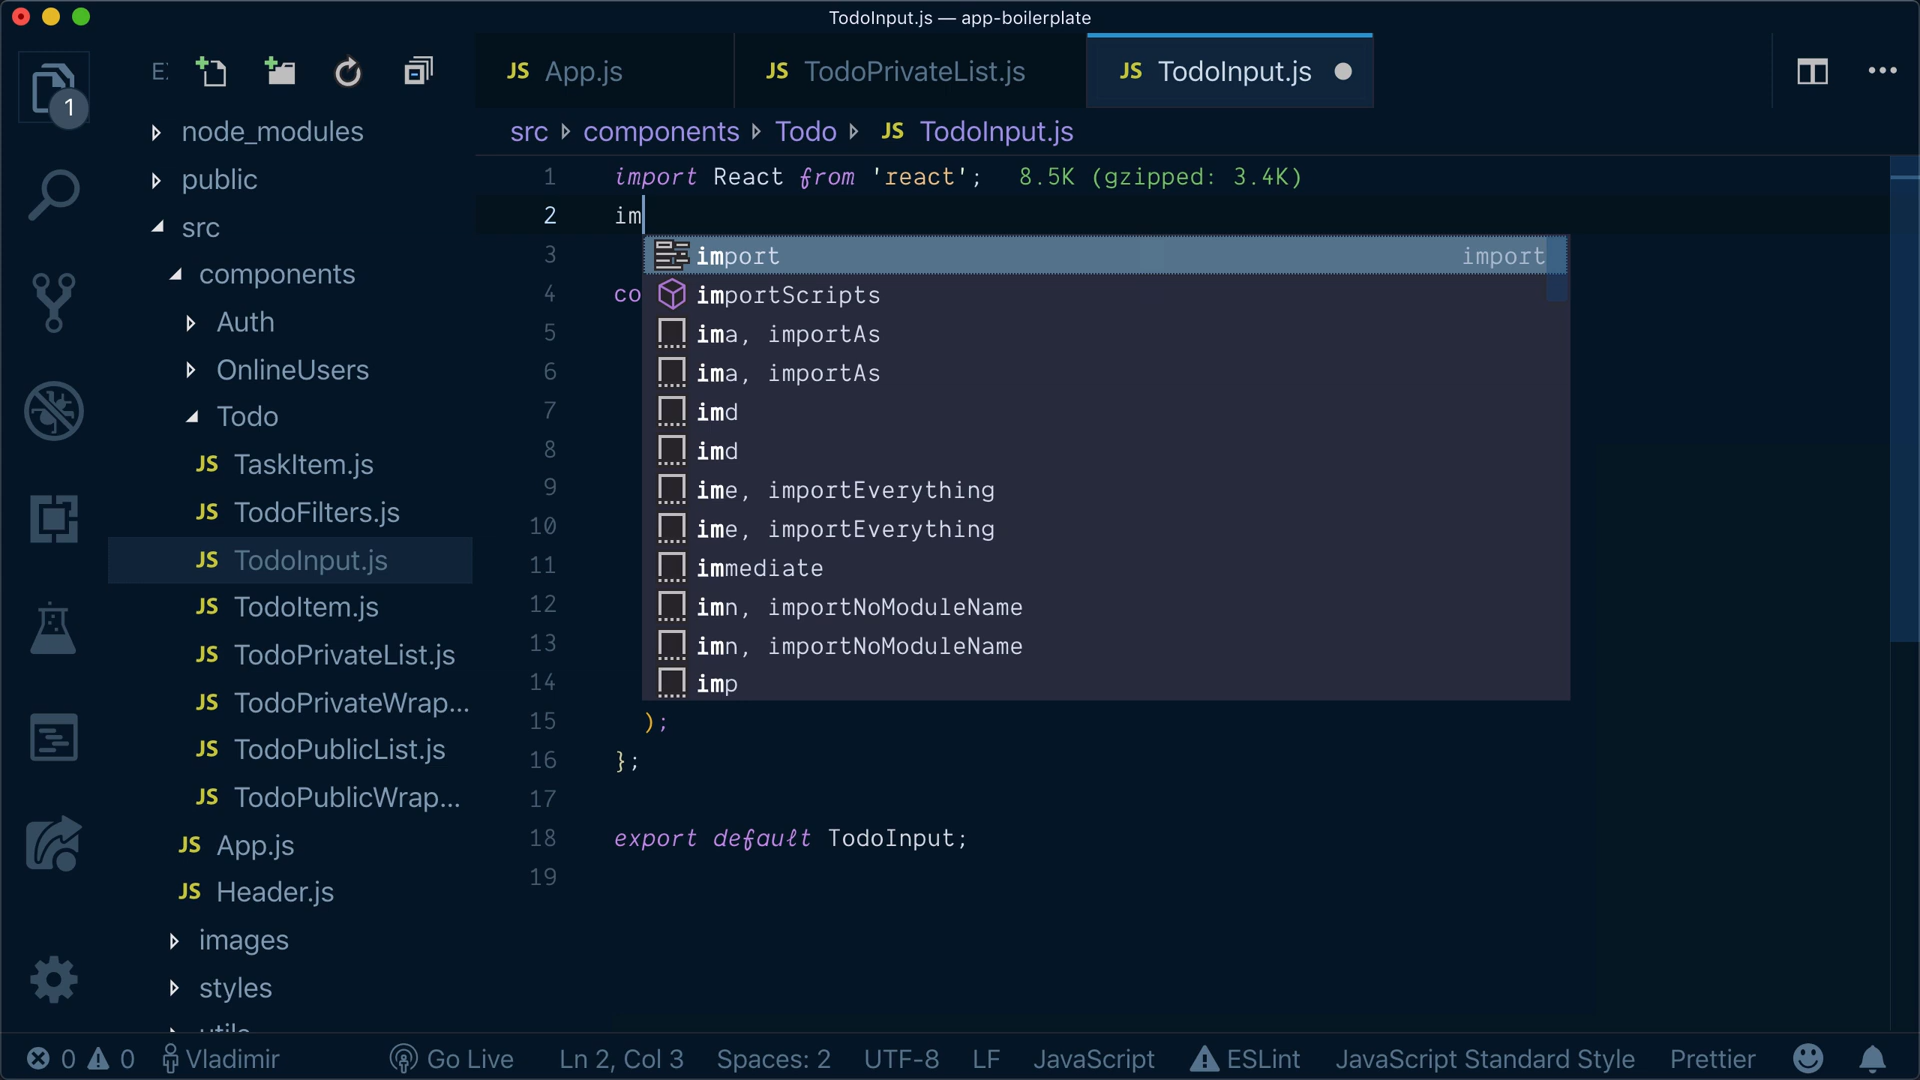 TodoInput.js — app-boilerplate
1
E:
JS App.js
JS TodoPrivateList.js
JS TodoInput.js
src components Todo JS TodoInput.js
node_modules
public
src
components
Auth
OnlineUsers
Todo
JS TaskItem.js
JS TodoFilters.js
JS TodoInput.js
JS TodoItem.js
JS TodoPrivateList.js
JS TodoPrivateWrap...
JS TodoPublicList.js
JS TodoPublicWrap...
JS App.js
JS Header.js
images
styles
1 import React from 'react'; 8.5K (gzipped: 3.4K)
2 im
3
4 co
5
6
7
8
9
10
11
12
13
14
15 );
16 };
17
18 export default TodoInput;
19
import import
importScripts
ima, importAs
ima, importAs
imd
imd
ime, importEverything
ime, importEverything
immediate
imn, importNoModuleName
imn, importNoModuleName
imp
0 0 Vladimir Go Live Ln 2, Col 3 Spaces: 2 UTF-8 LF JavaScript ESLint JavaScript Standard Style Prettier